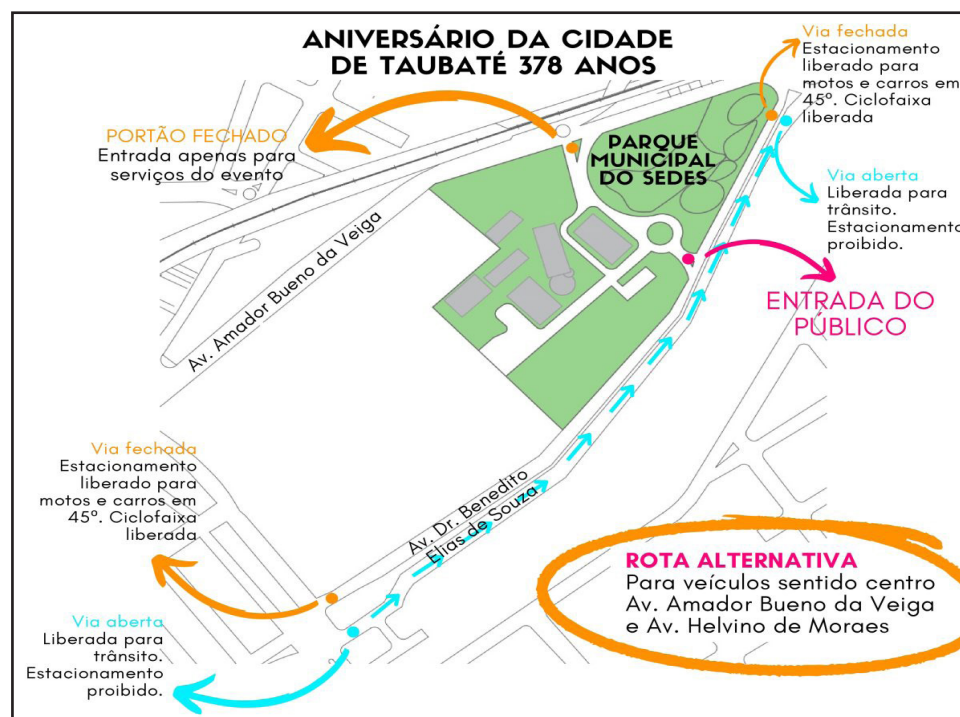 ANIVERSÁRIO DA CIDADE
DE TAUBATÉ 378 ANOS
Via fechada
Estacionamento
liberado para
motos e carros em
45°. Ciclofaixa
liberada
PORTÃO FECHADO
Entrada apenas para
serviços do evento
PARQUE
MUNICIPAL
DO SEDES
Via aberta
Liberada para
trânsito.
Estacionamento
proibido.
Av. Amador Bueno da Veiga
ENTRADA DO
PÚBLICO
Via fechada
Estacionamento
liberado para
motos e carros em
45°. Ciclofaixa
liberada
Av. Dr. Benedito
Elias de Souza
ROTA ALTERNATIVA
Para veículos sentido centro
Av. Amador Bueno da Veiga
e Av. Helvino de Moraes
Via aberta
Liberada para
trânsito.
Estacionamento
proibido.